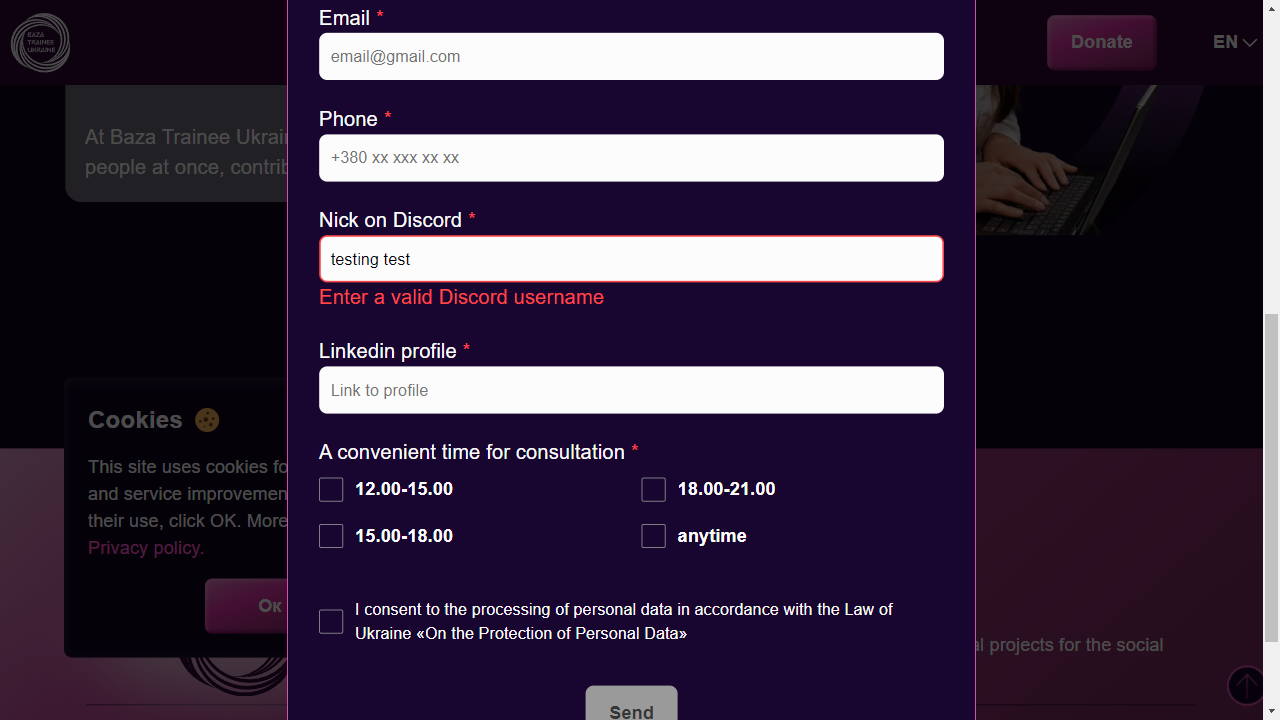 BAZA
TRAINEE
UKRAINE
Donate
EN
At Baza Trainee Ukrai
people at once, contrib
Email *
email@gmail.com
Phone *
+380 xx xxx xx xx
Nick on Discord *
testing test
Enter a valid Discord username
Linkedin profile *
Link to profile
A convenient time for consultation *
12.00-15.00
18.00-21.00
15.00-18.00
anytime
I consent to the processing of personal data in accordance with the Law of
Ukraine «On the Protection of Personal Data»
Send
Cookies
This site uses cookies fo
and service improvemen
their use, click OK. More
Privacy policy.
Ок
al projects for the social